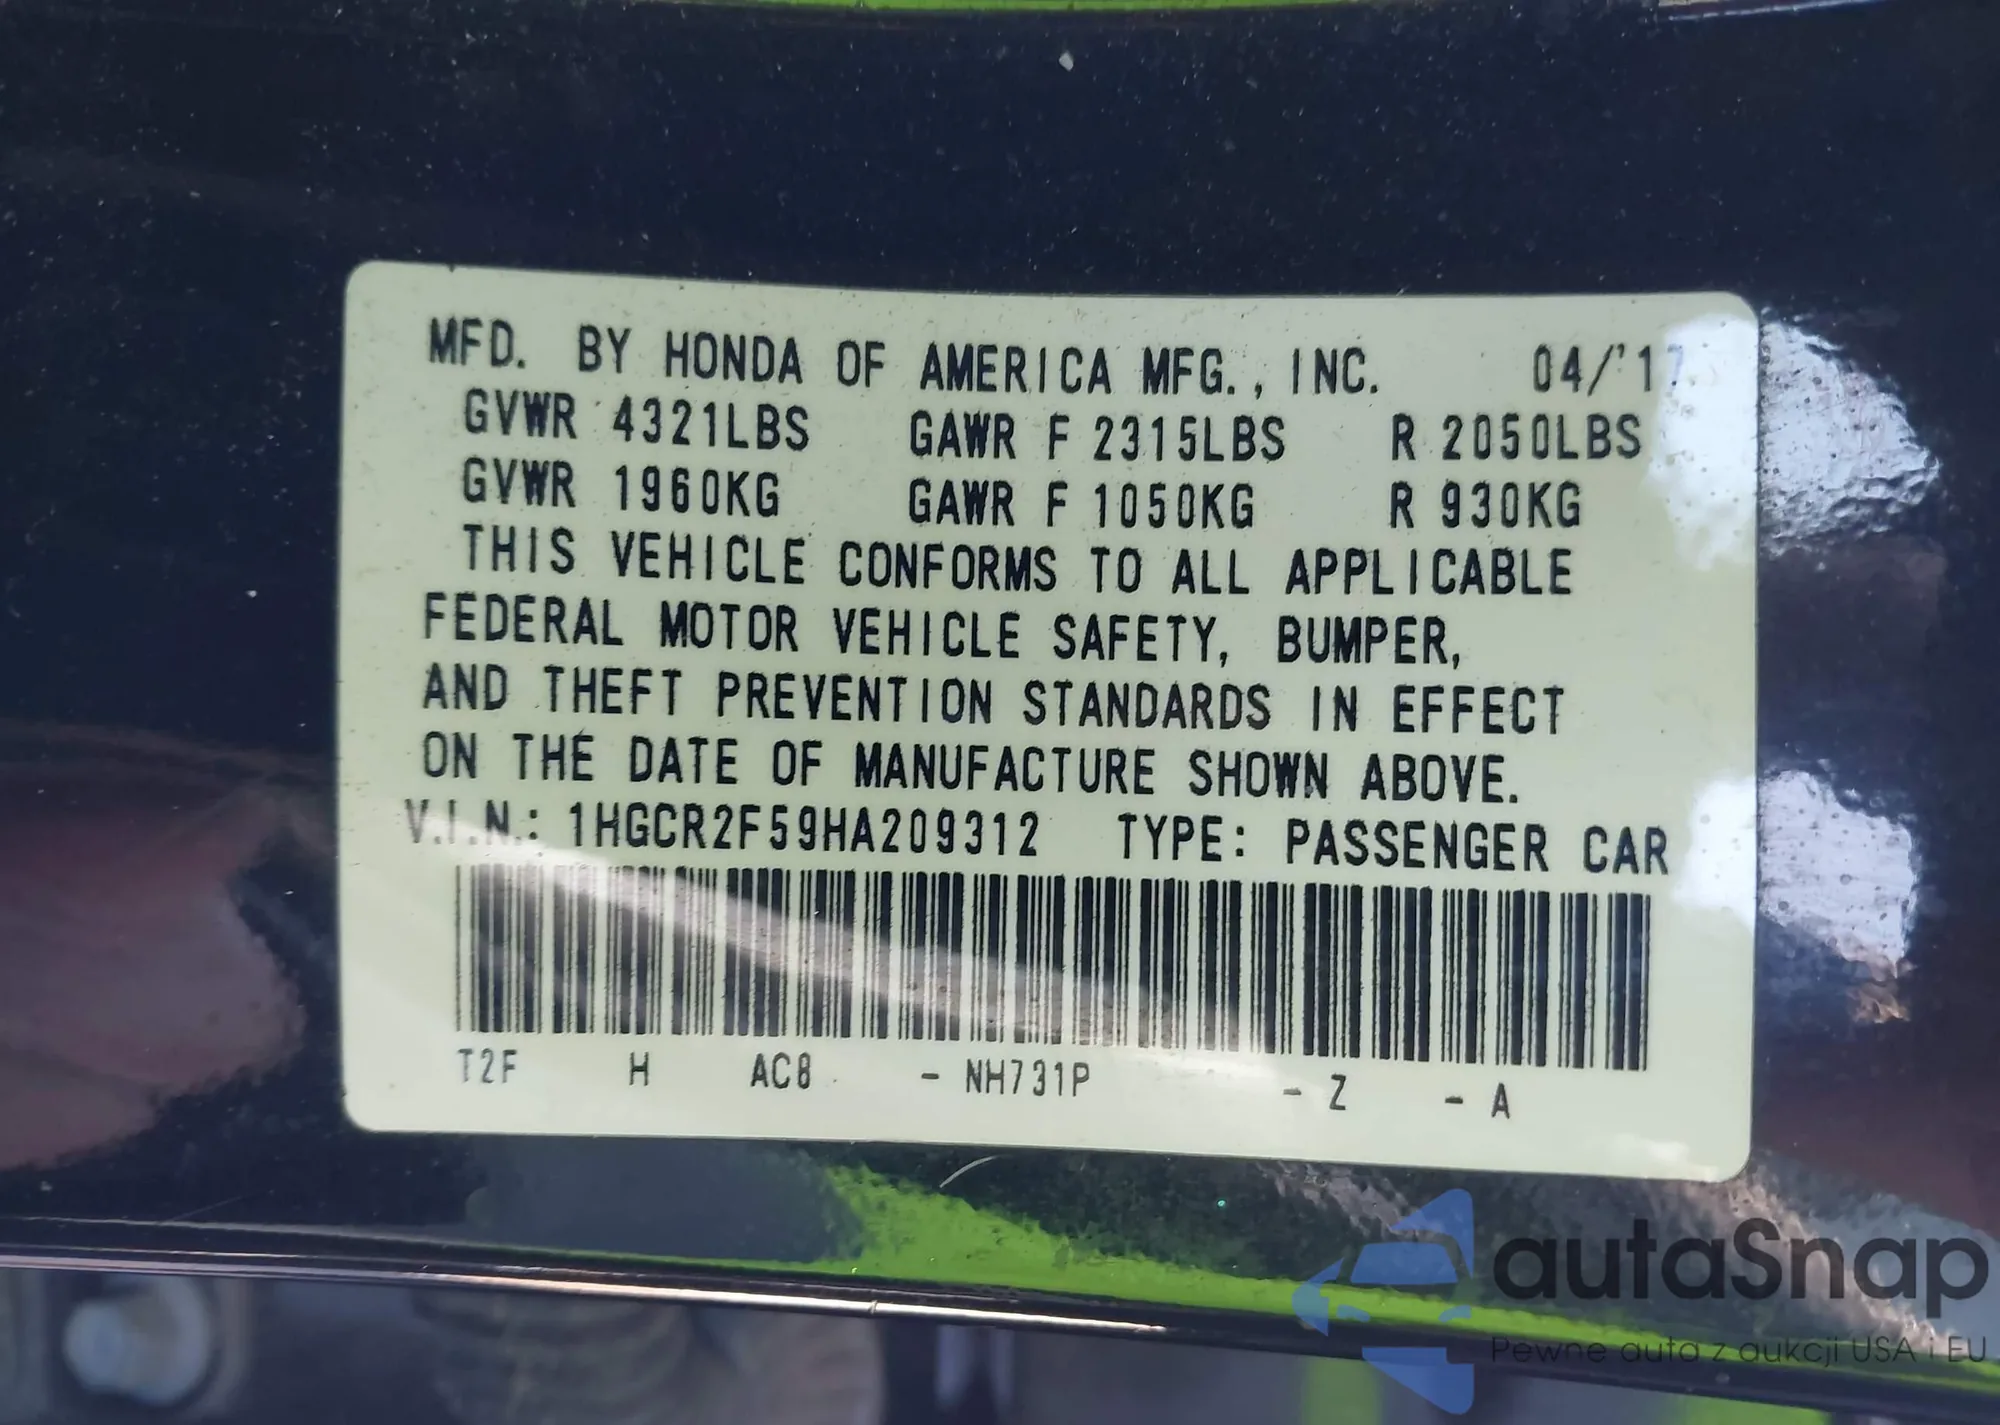 MFD. BY HONDA OF AMERICA MFG., INC. 04/'17
GVWR 4321LBS GAWR F 2315LBS R 2050LBS
GVWR 1960KG GAWR F 1050KG R 930KG
THIS VEHICLE CONFORMS TO ALL APPLICABLE
FEDERAL MOTOR VEHICLE SAFETY, BUMPER,
AND THEFT PREVENTION STANDARDS IN EFFECT
ON THE DATE OF MANUFACTURE SHOWN ABOVE.
V.I.N.: 1HGCR2F59HA209312 TYPE: PASSENGER CAR
T2F H AC8 - NH731P - Z - A
autaSnap
Pewne auta z aukcji USA i EU